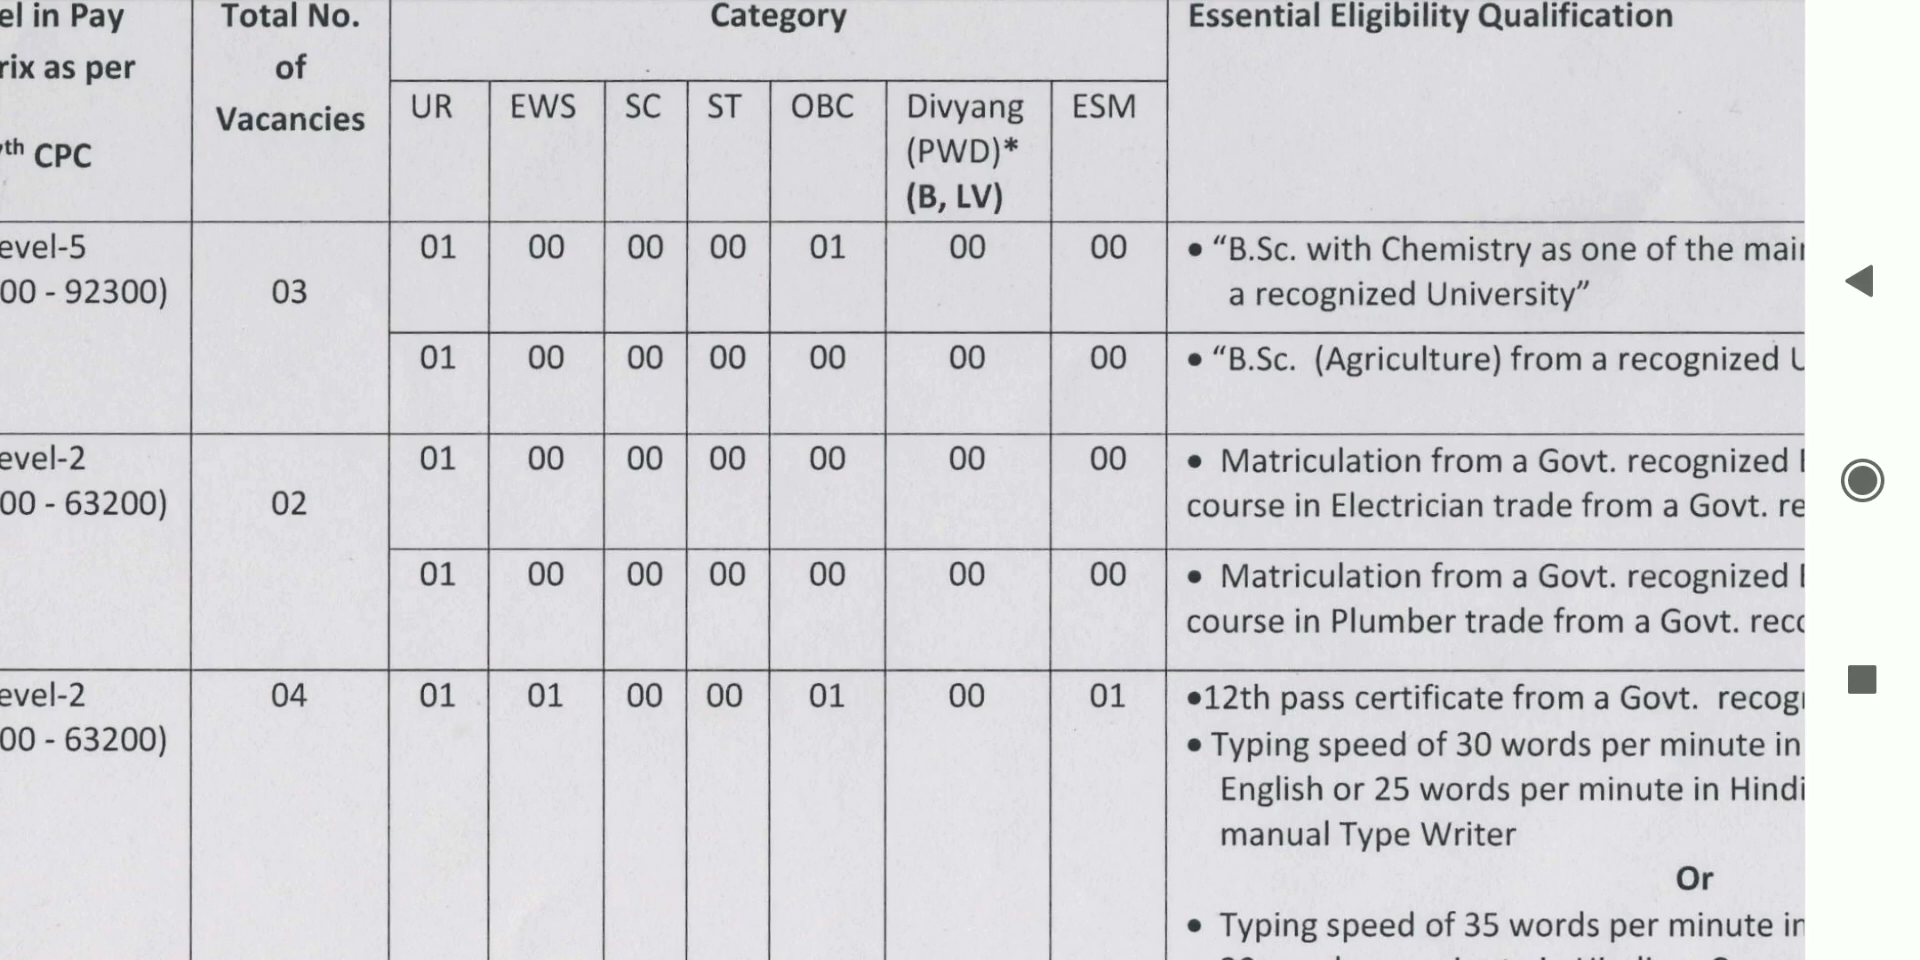 el in Pay
rix as per
th CPC
Total No.
of
Vacancies
Category
Essential Eligibility Qualification
UR EWS SC ST OBC Divyang
(PWD)*
(B, LV)
ESM
evel-5
00 - 92300)
03
01 00 00 00 01 00 00
• “B.Sc. with Chemistry as one of the main
a recognized University”
01 00 00 00 00 00 00
• “B.Sc. (Agriculture) from a recognized U
evel-2
00 - 63200)
02
01 00 00 00 00 00 00
• Matriculation from a Govt. recognized
course in Electrician trade from a Govt. re
01 00 00 00 00 00 00
• Matriculation from a Govt. recognized
course in Plumber trade from a Govt. rec
evel-2
00 - 63200)
04
01 01 00 00 01 00 01
•12th pass certificate from a Govt. recog
• Typing speed of 30 words per minute in
English or 25 words per minute in Hindi
manual Type Writer
Or
• Typing speed of 35 words per minute in